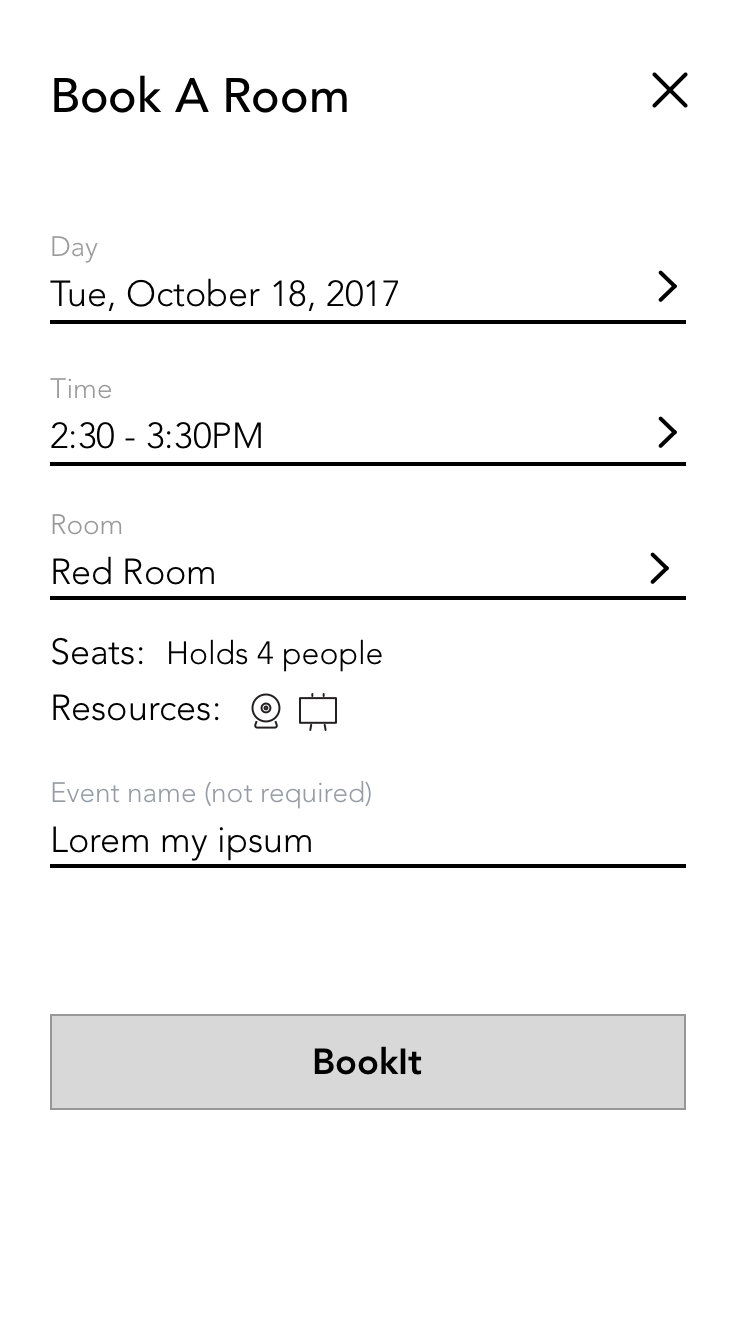 Book A Room
Day
Tue, October 18, 2017
Time
2:30 - 3:30PM
Room
Red Room
Seats: Holds 4 people
Resources:
Event name (not required)
Lorem my ipsum
BookIt